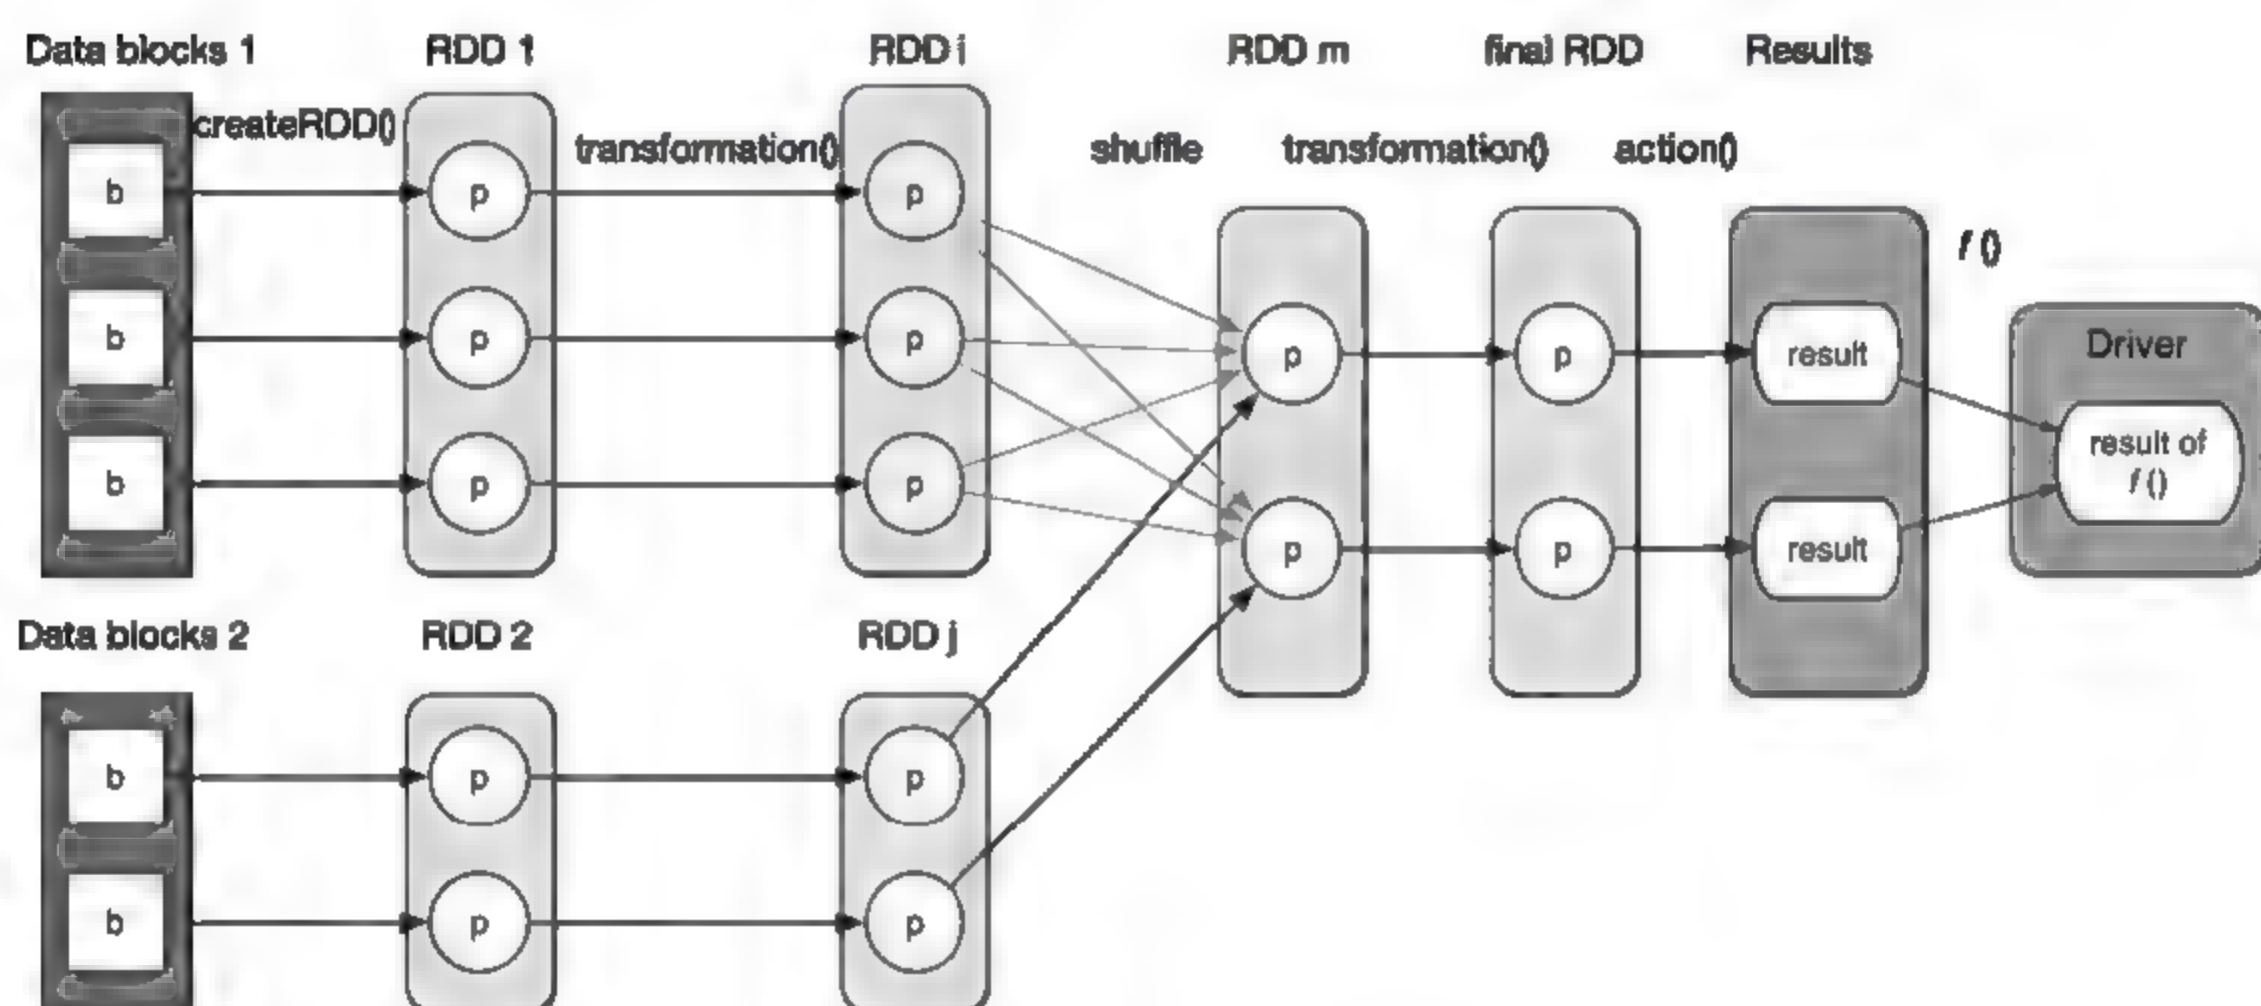 Data blocks 1
RDD 1
RDD i
RDD m
final RDD
Results
createRDD()
transformation()
shuffle
transformation()
action()
b
p
p
f ()
b
p
p
p
p
result
Driver
result of
f ()
b
p
p
p
p
result
Data blocks 2
RDD 2
RDD j
b
p
p
b
p
p